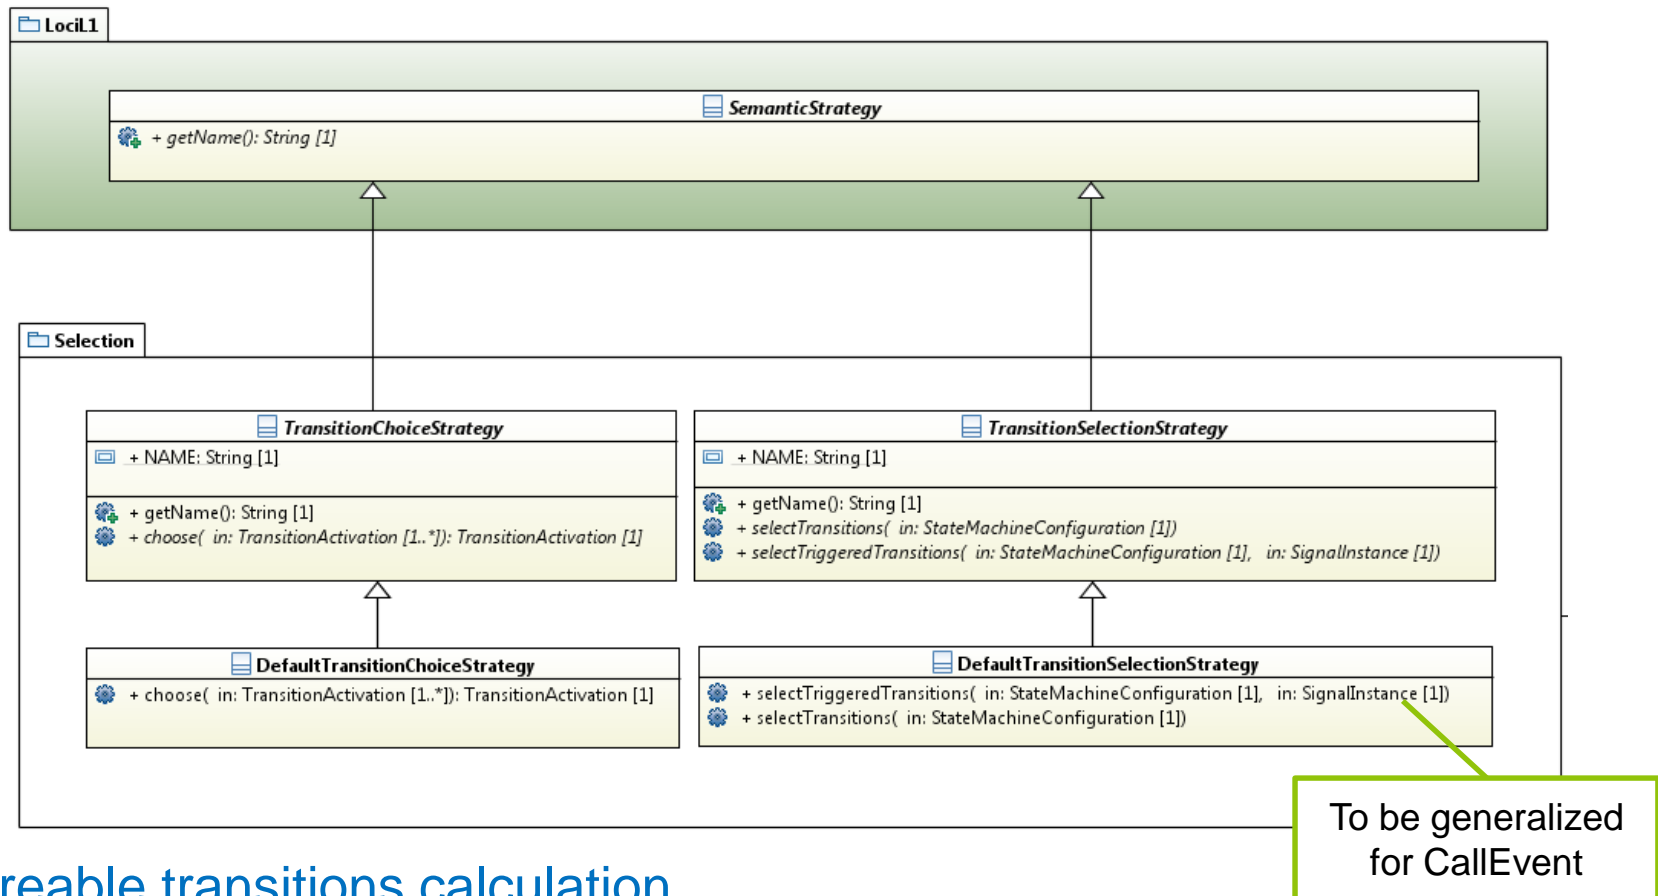 LociL1
SemanticStrategy
+ getName(): String [1]
Selection
TransitionChoiceStrategy
+ NAME: String [1]
+ getName(): String [1]
+ choose( in: TransitionActivation [1..*]): TransitionActivation [1]
TransitionSelectionStrategy
+ NAME: String [1]
+ getName(): String [1]
+ selectTransitions( in: StateMachineConfiguration [1])
+ selectTriggeredTransitions( in: StateMachineConfiguration [1], in: SignalInstance [1])
DefaultTransitionChoiceStrategy
+ choose( in: TransitionActivation [1..*]): TransitionActivation [1]
DefaultTransitionSelectionStrategy
+ selectTriggeredTransitions( in: StateMachineConfiguration [1], in: SignalInstance [1])
+ selectTransitions( in: StateMachineConfiguration [1])
To be generalized
for CallEvent
reable transitions calculation